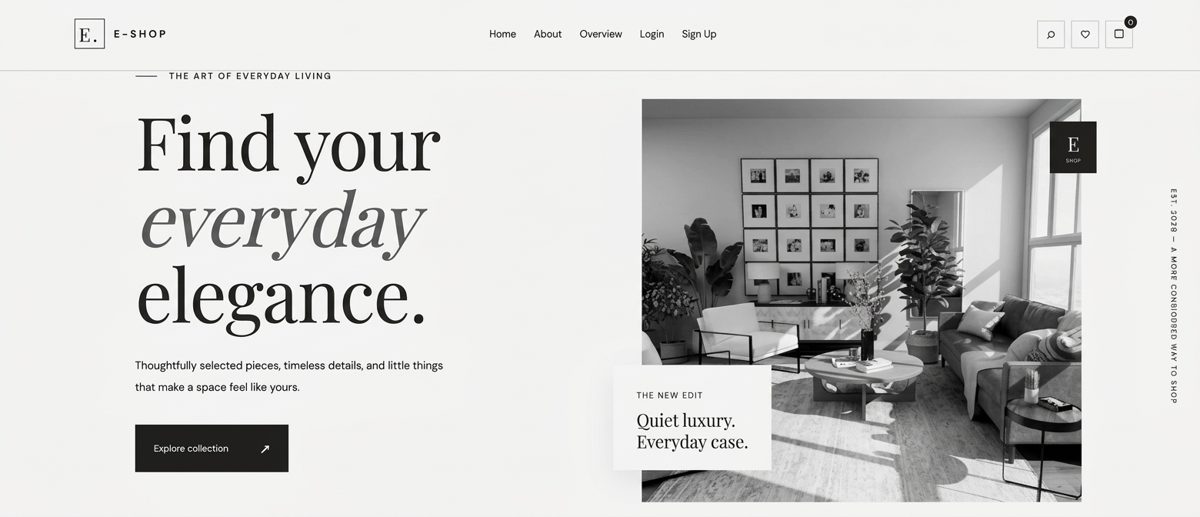 E.
E-SHOP
Home
About
Overview
Login
Sign Up
0
THE ART OF EVERYDAY LIVING
Find your
everyday
elegance.
Thoughtfully selected pieces, timeless details, and little things
that make a space feel like yours.
Explore collection ↗
E
SHOP
THE NEW EDIT
Quiet luxury.
Everyday case.
EST. 2028 — A MORE WAY TO SHOP